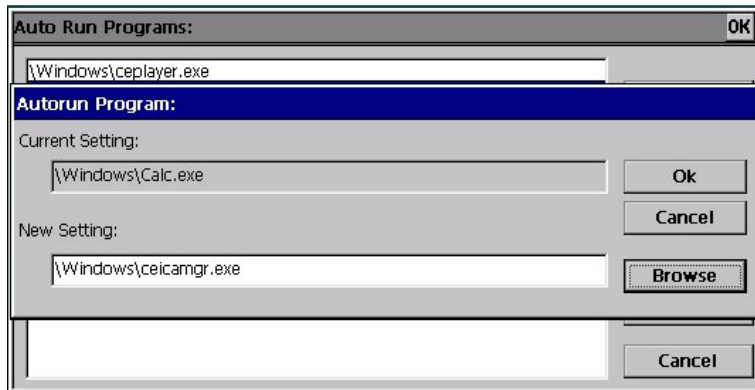 Auto Run Programs:
OK
\Windows\ceplayer.exe
Autorun Program:
Current Setting:
\Windows\Calc.exe
Ok
Cancel
New Setting:
\Windows\ceicamgr.exe
Browse
Cancel